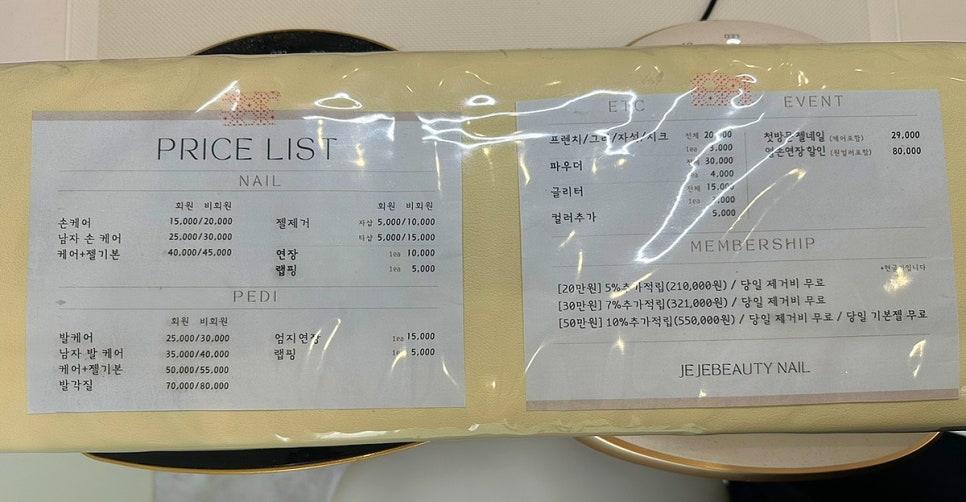 PRICE LIST
NAIL
회원 비회원
손케어 15,000/20,000
남자 손 케어 25,000/30,000
케어+젤기본 40,000/45,000
회원 비회원
젤제거 자샵 5,000/10,000
타샵 5,000/15,000
연장 1ea 10,000
랩핑 1ea 5,000
PEDI
회원 비회원
발케어 25,000/30,000
남자 발 케어 35,000/40,000
케어+젤기본 50,000/55,000
발각질 70,000/80,000
엄지연장 1ea 15,000
랩핑 1ea 5,000
ETC
프렌치/그라/자석/시크 전체 20,000
1ea 3,000
파우더 전체 30,000
1ea 4,000
글리터 전체 15,000
1ea
컬러추가 5,000
EVENT
첫방문젤네일 (케어포함) 29,000
양손연장할인 (원컬러포함) 80,000
MEMBERSHIP
*현금가입니다
[20만원] 5%추가적립(210,000원) / 당일 제거비 무료
[30만원] 7%추가적립(321,000원) / 당일 제거비 무료
[50만원] 10%추가적립(550,000원) / 당일 제거비 무료 / 당일 기본젤 무료
JEJEBEAUTY NAIL